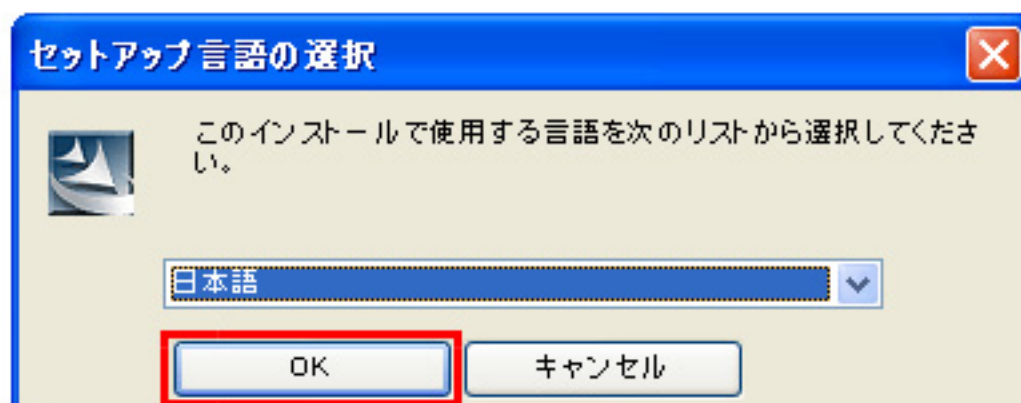 セットアップ言語の選択
このインストールで使用する言語を次のリストから選択してくださ
い。
日本語
OK
キャンセル